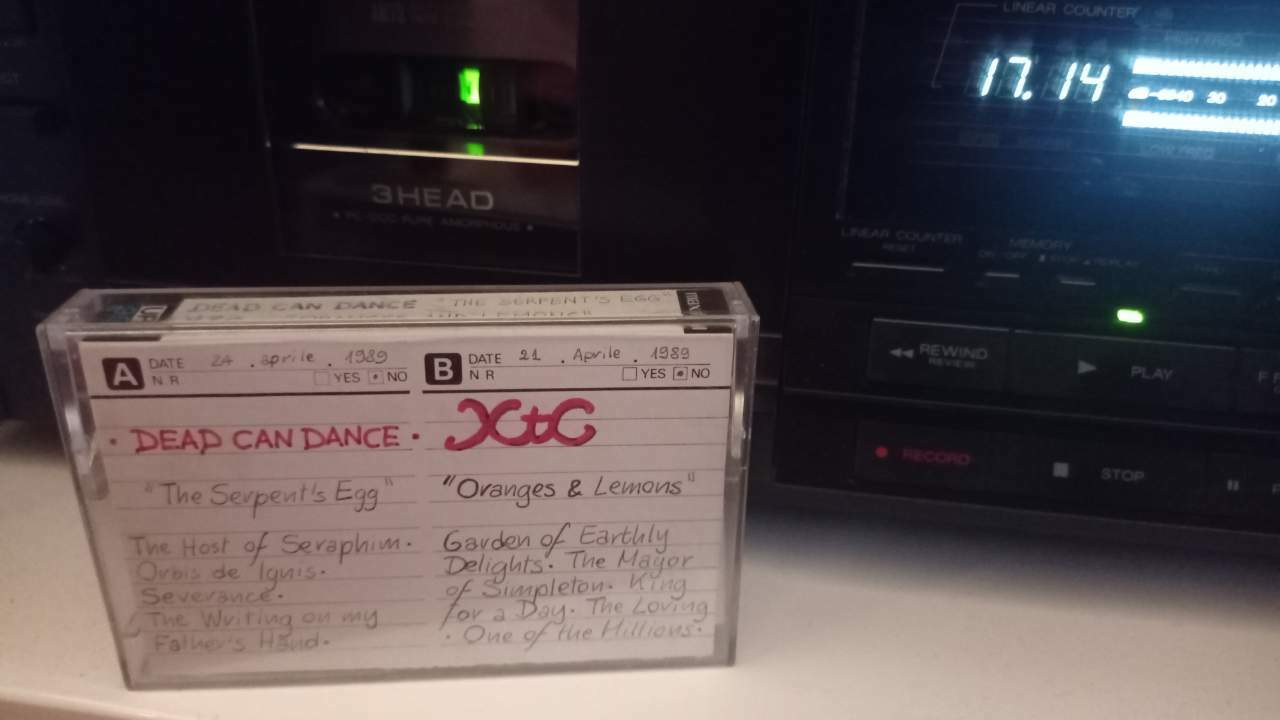 LINEAR COUNTER
17.14
3HEAD
PURE AMORPHOUS
LINEAR COUNTER
RESET
MEMORY
REWIND
REVIEW
PLAY
RECORD
STOP
DEAD CAN DANCE "THE SERPENT'S EGG"
A DATE 24 . aprile . 1989
N R YES NO
· DEAD CAN DANCE ·
"The Serpent's Egg"
The Host of Seraphim.
Orbis de Ignis.
Severance.
The Writing on my
Father's Hand.
B DATE 21 . Aprile . 1989
N R YES NO
XtC
"Oranges & Lemons"
Garden of Earthly
Delights. The Mayor
of Simpleton. King
for a Day. The Loving
· One of the Millions.